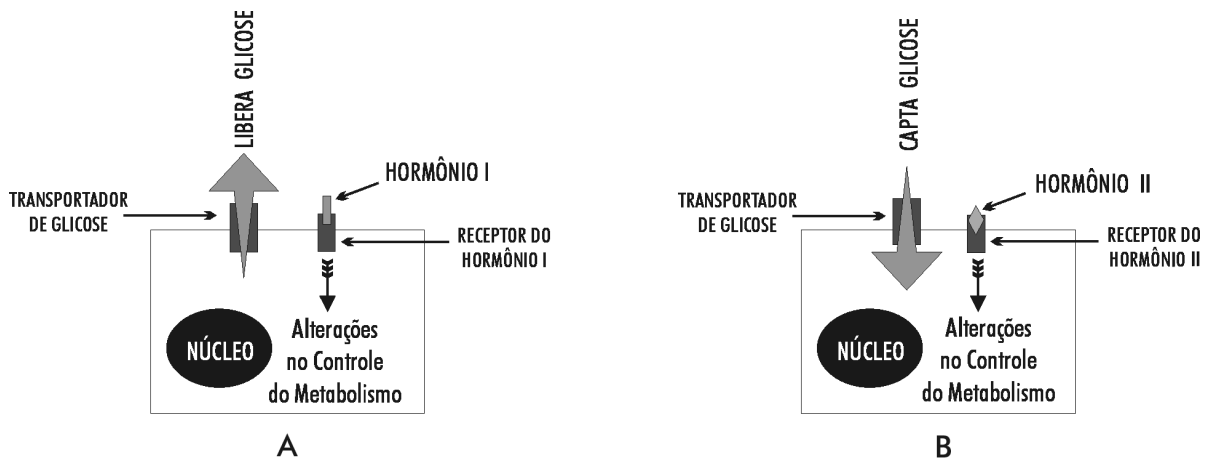 LIBERA GLICOSE
HORMÔNIO I
TRANSPORTADOR
DE GLICOSE
RECEPTOR DO
HORMÔNIO I
NÚCLEO
Alterações
no Controle
do Metabolismo
A
CAPTA GLICOSE
HORMÔNIO II
TRANSPORTADOR
DE GLICOSE
RECEPTOR DO
HORMÔNIO II
NÚCLEO
Alterações
no Controle
do Metabolismo
B